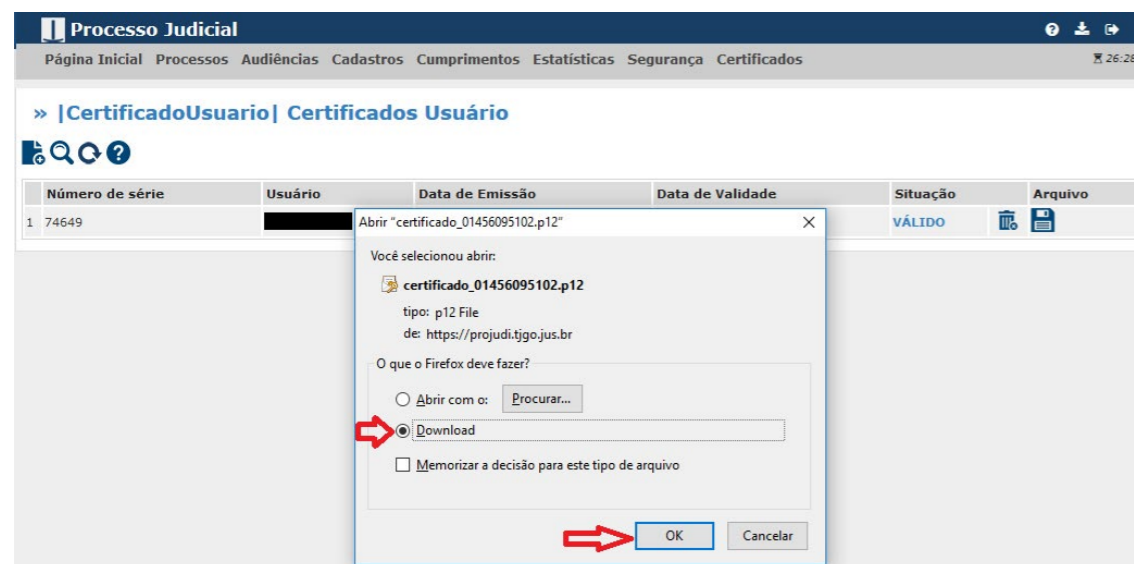 Processo Judicial
Página Inicial Processos Audiências Cadastros Cumprimentos Estatísticas Segurança Certificados 26:28
» |CertificadoUsuario| Certificados Usuário
Número de série Usuário Data de Emissão Data de Validade Situação Arquivo
1 74649 VÁLIDO
Abrir "certificado_01456095102.p12"
Você selecionou abrir:
certificado_01456095102.p12
tipo: p12 File
de: https://projudi.tjgo.jus.br
O que o Firefox deve fazer?
Abrir com o: Procurar...
Download
Memorizar a decisão para este tipo de arquivo
OK Cancelar